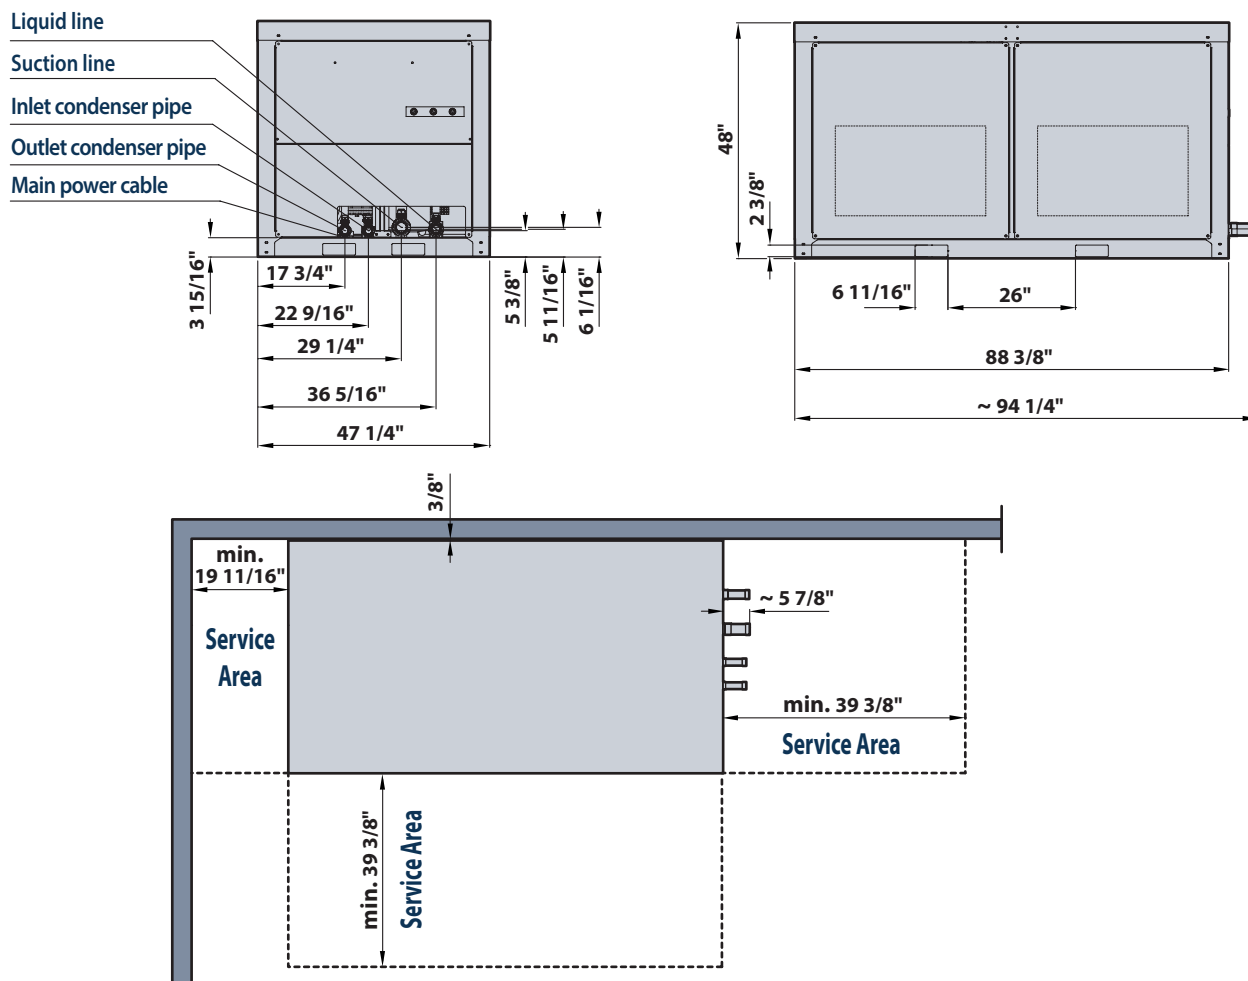 Liquid line
Suction line
Inlet condenser pipe
Outlet condenser pipe
Main power cable
3 15/16"
17 3/4"
22 9/16"
29 1/4"
36 5/16"
47 1/4"
5 3/8"
5 11/16"
6 1/16"
48"
2 3/8"
6 11/16"
26"
88 3/8"
~ 94 1/4"
3/8"
min.
19 11/16"
Service
Area
~ 5 7/8"
min. 39 3/8"
Service Area
min. 39 3/8"
Service Area